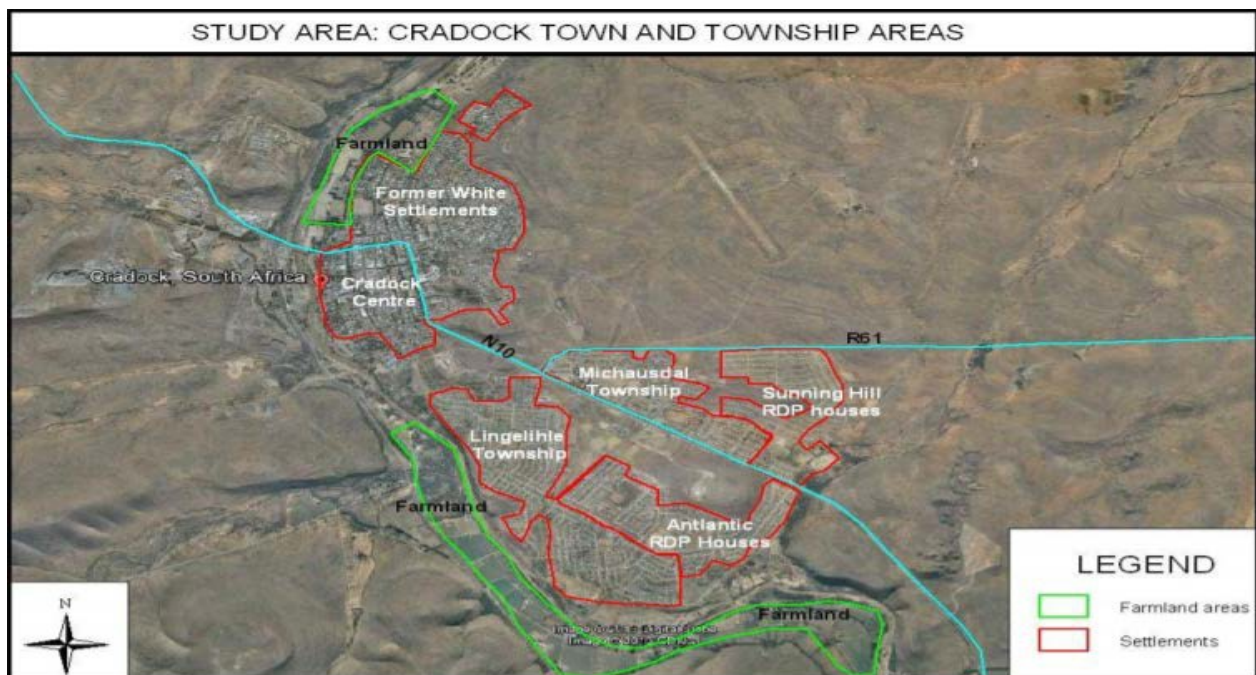 STUDY AREA: CRADOCK TOWN AND TOWNSHIP AREAS
Farmland
Former White
Settlements
Cradock, South Africa
Cradock
Centre
N10
R61
Michausdal
Township
Sunning Hill
RDP houses
Lingelihle
Township
Farmland
Antlantic
RDP Houses
Farmland
LEGEND
Farmland areas
Settlements
N